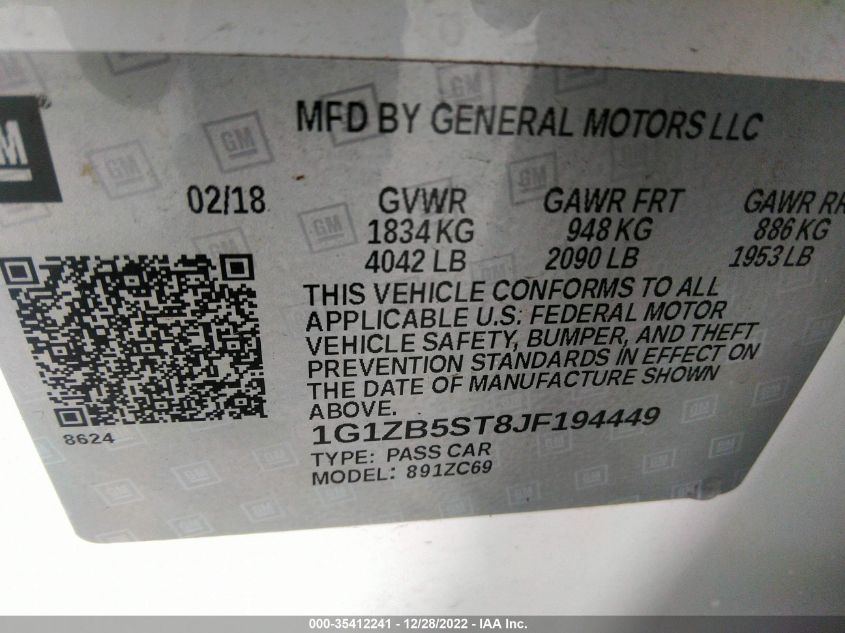 GM
MFD BY GENERAL MOTORS LLC
02/18 GVWR GAWR FRT GAWR RR
1834 KG 948 KG 886 KG
4042 LB 2090 LB 1953 LB
THIS VEHICLE CONFORMS TO ALL
APPLICABLE U.S. FEDERAL MOTOR
VEHICLE SAFETY, BUMPER, AND THEFT
PREVENTION STANDARDS IN EFFECT ON
THE DATE OF MANUFACTURE SHOWN
ABOVE.
8624
1G1ZB5ST8JF194449
TYPE: PASS CAR
MODEL: 891ZC69
000-35412241 - 12/28/2022 - IAA Inc.